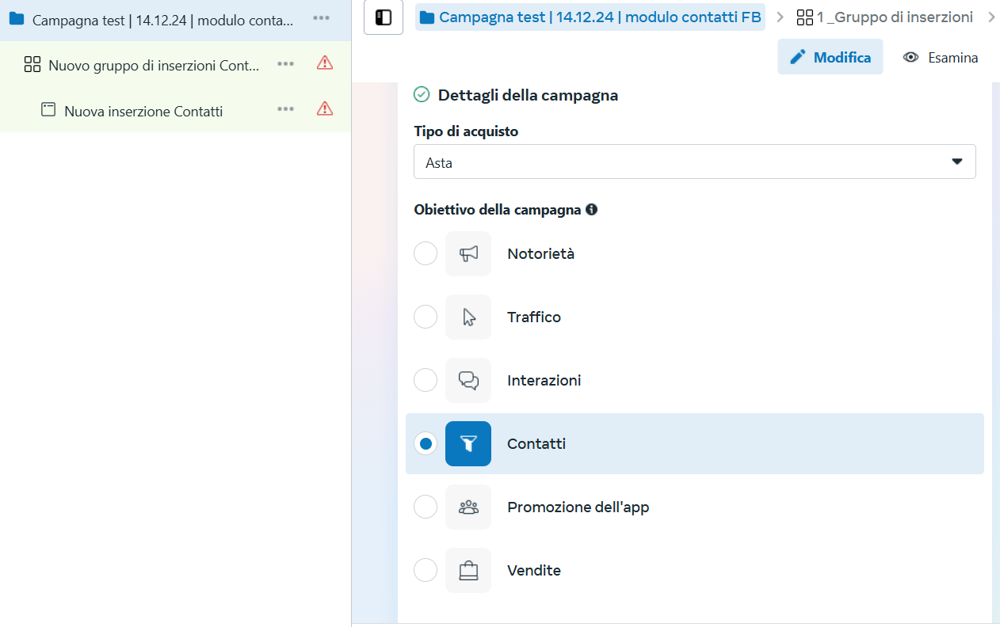 Campagna test | 14.12.24 | modulo conta...
Nuovo gruppo di inserzioni Cont...
Nuova inserzione Contatti
Campagna test | 14.12.24 | modulo contatti FB
1 _Gruppo di inserzioni
Modifica
Esamina
Dettagli della campagna
Tipo di acquisto
Asta
Obiettivo della campagna
Notorietà
Traffico
Interazioni
Contatti
Promozione dell'app
Vendite